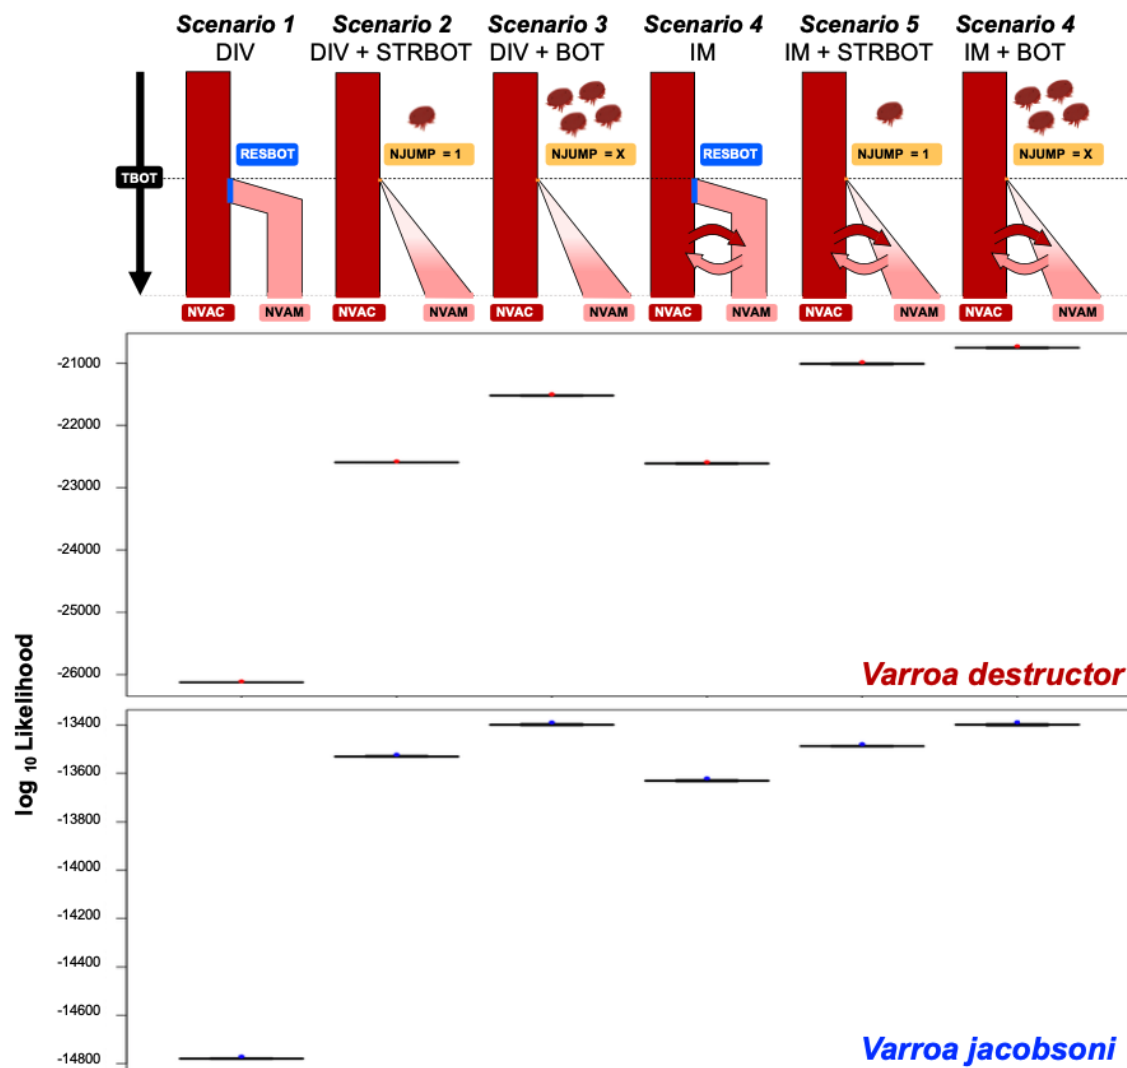 Scenario 1 Scenario 2 Scenario 3 Scenario 4 Scenario 5 Scenario 4
DIV DIV + STRBOT DIV + BOT IM IM + STRBOT IM + BOT
RESBOT NJUMP = 1 NJUMP = X RESBOT NJUMP = 1 NJUMP = X
TBOT
NVAC NVAM NVAC NVAM NVAC NVAM NVAC NVAM NVAC NVAM NVAC NVAM
-21000
-22000
-23000
-24000
-25000
-26000
Varroa destructor
log 10 Likelihood
-13400
-13600
-13800
-14000
-14200
-14400
-14600
-14800
Varroa jacobsoni